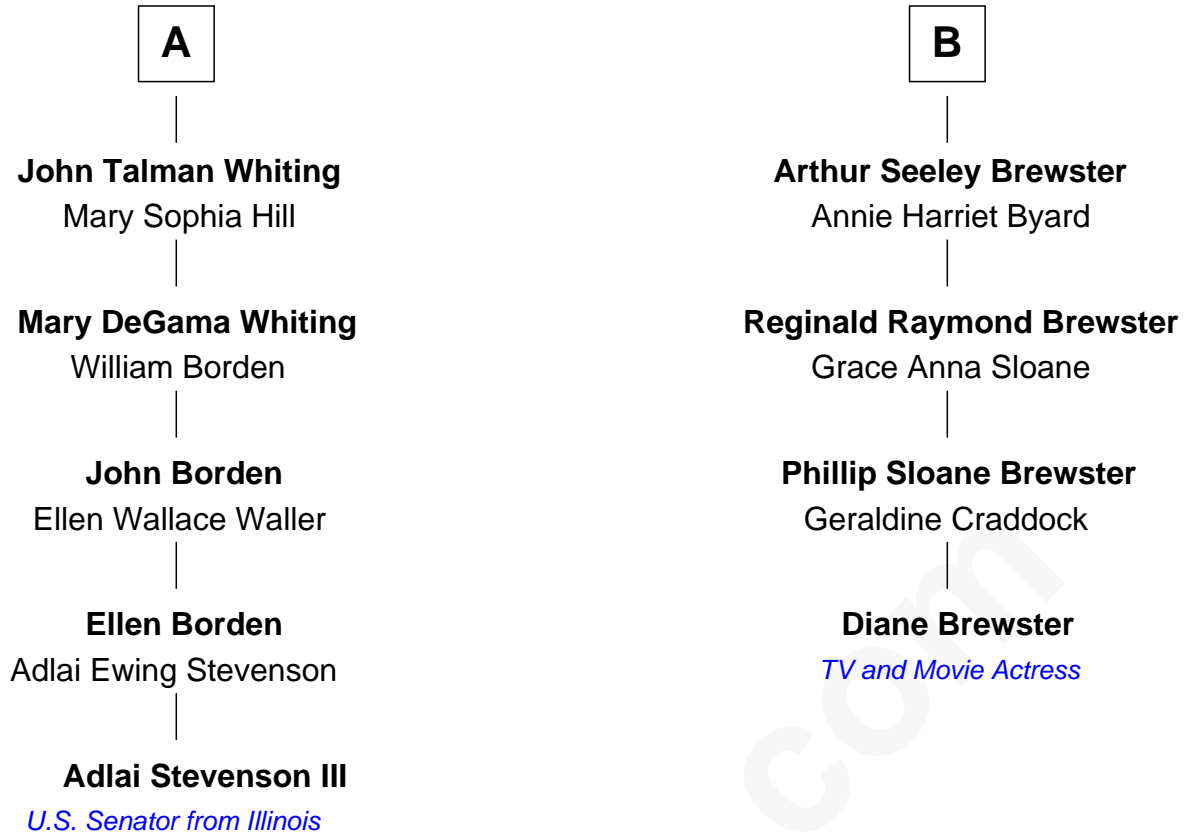 A
John Talman Whiting
Mary Sophia Hill
Mary DeGama Whiting
William Borden
John Borden
Ellen Wallace Waller
Ellen Borden
Adlai Ewing Stevenson
Adlai Stevenson III
U.S. Senator from Illinois
B
Arthur Seeley Brewster
Annie Harriet Byard
Reginald Raymond Brewster
Grace Anna Sloane
Phillip Sloane Brewster
Geraldine Craddock
Diane Brewster
TV and Movie Actress
com